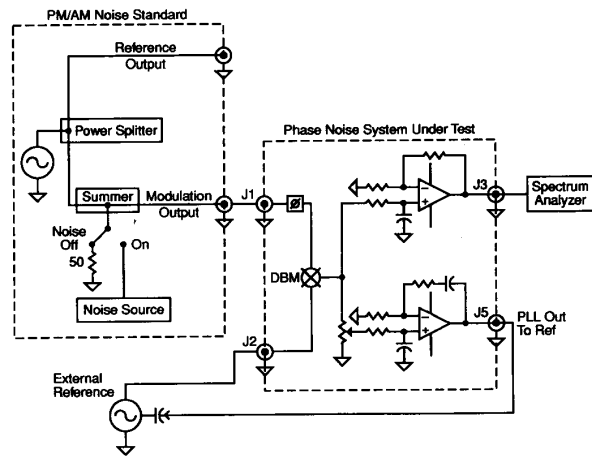 PM/AM Noise Standard
Reference
Output
Power Splitter
Phase Noise System Under Test
Summer
Modulation
Output
J1
ø
J3
Spectrum
Analyzer
Noise
Off
On
50
DBM
Noise Source
J2
J5
PLL Out
To Ref
External
Reference